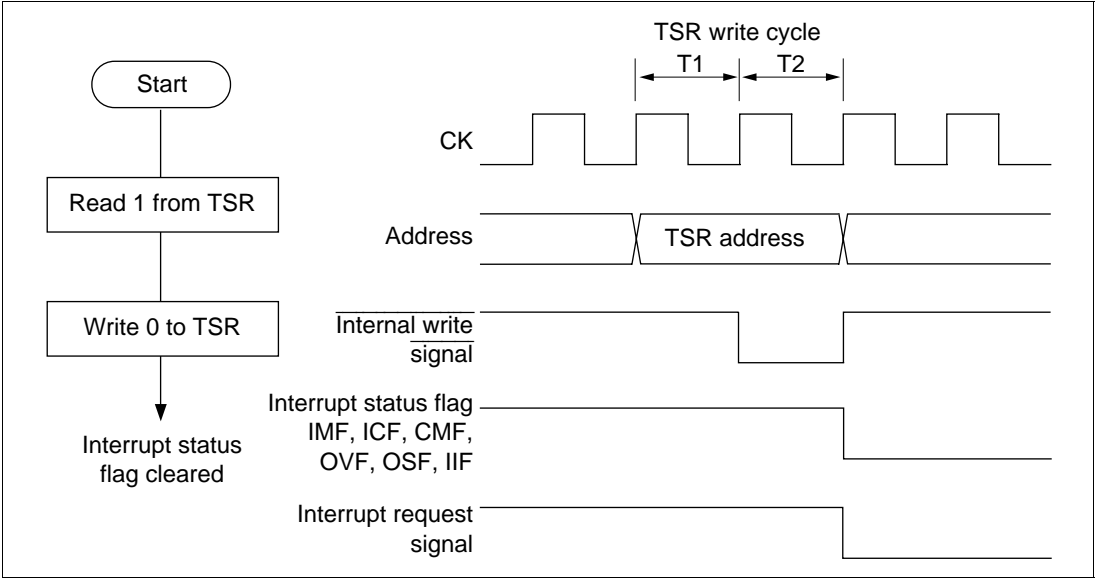 Start
Read 1 from TSR
Write 0 to TSR
Interrupt status
flag cleared
TSR write cycle
T1 T2
CK
Address
TSR address
Internal write
signal
Interrupt status flag
IMF, ICF, CMF,
OVF, OSF, IIF
Interrupt request
signal